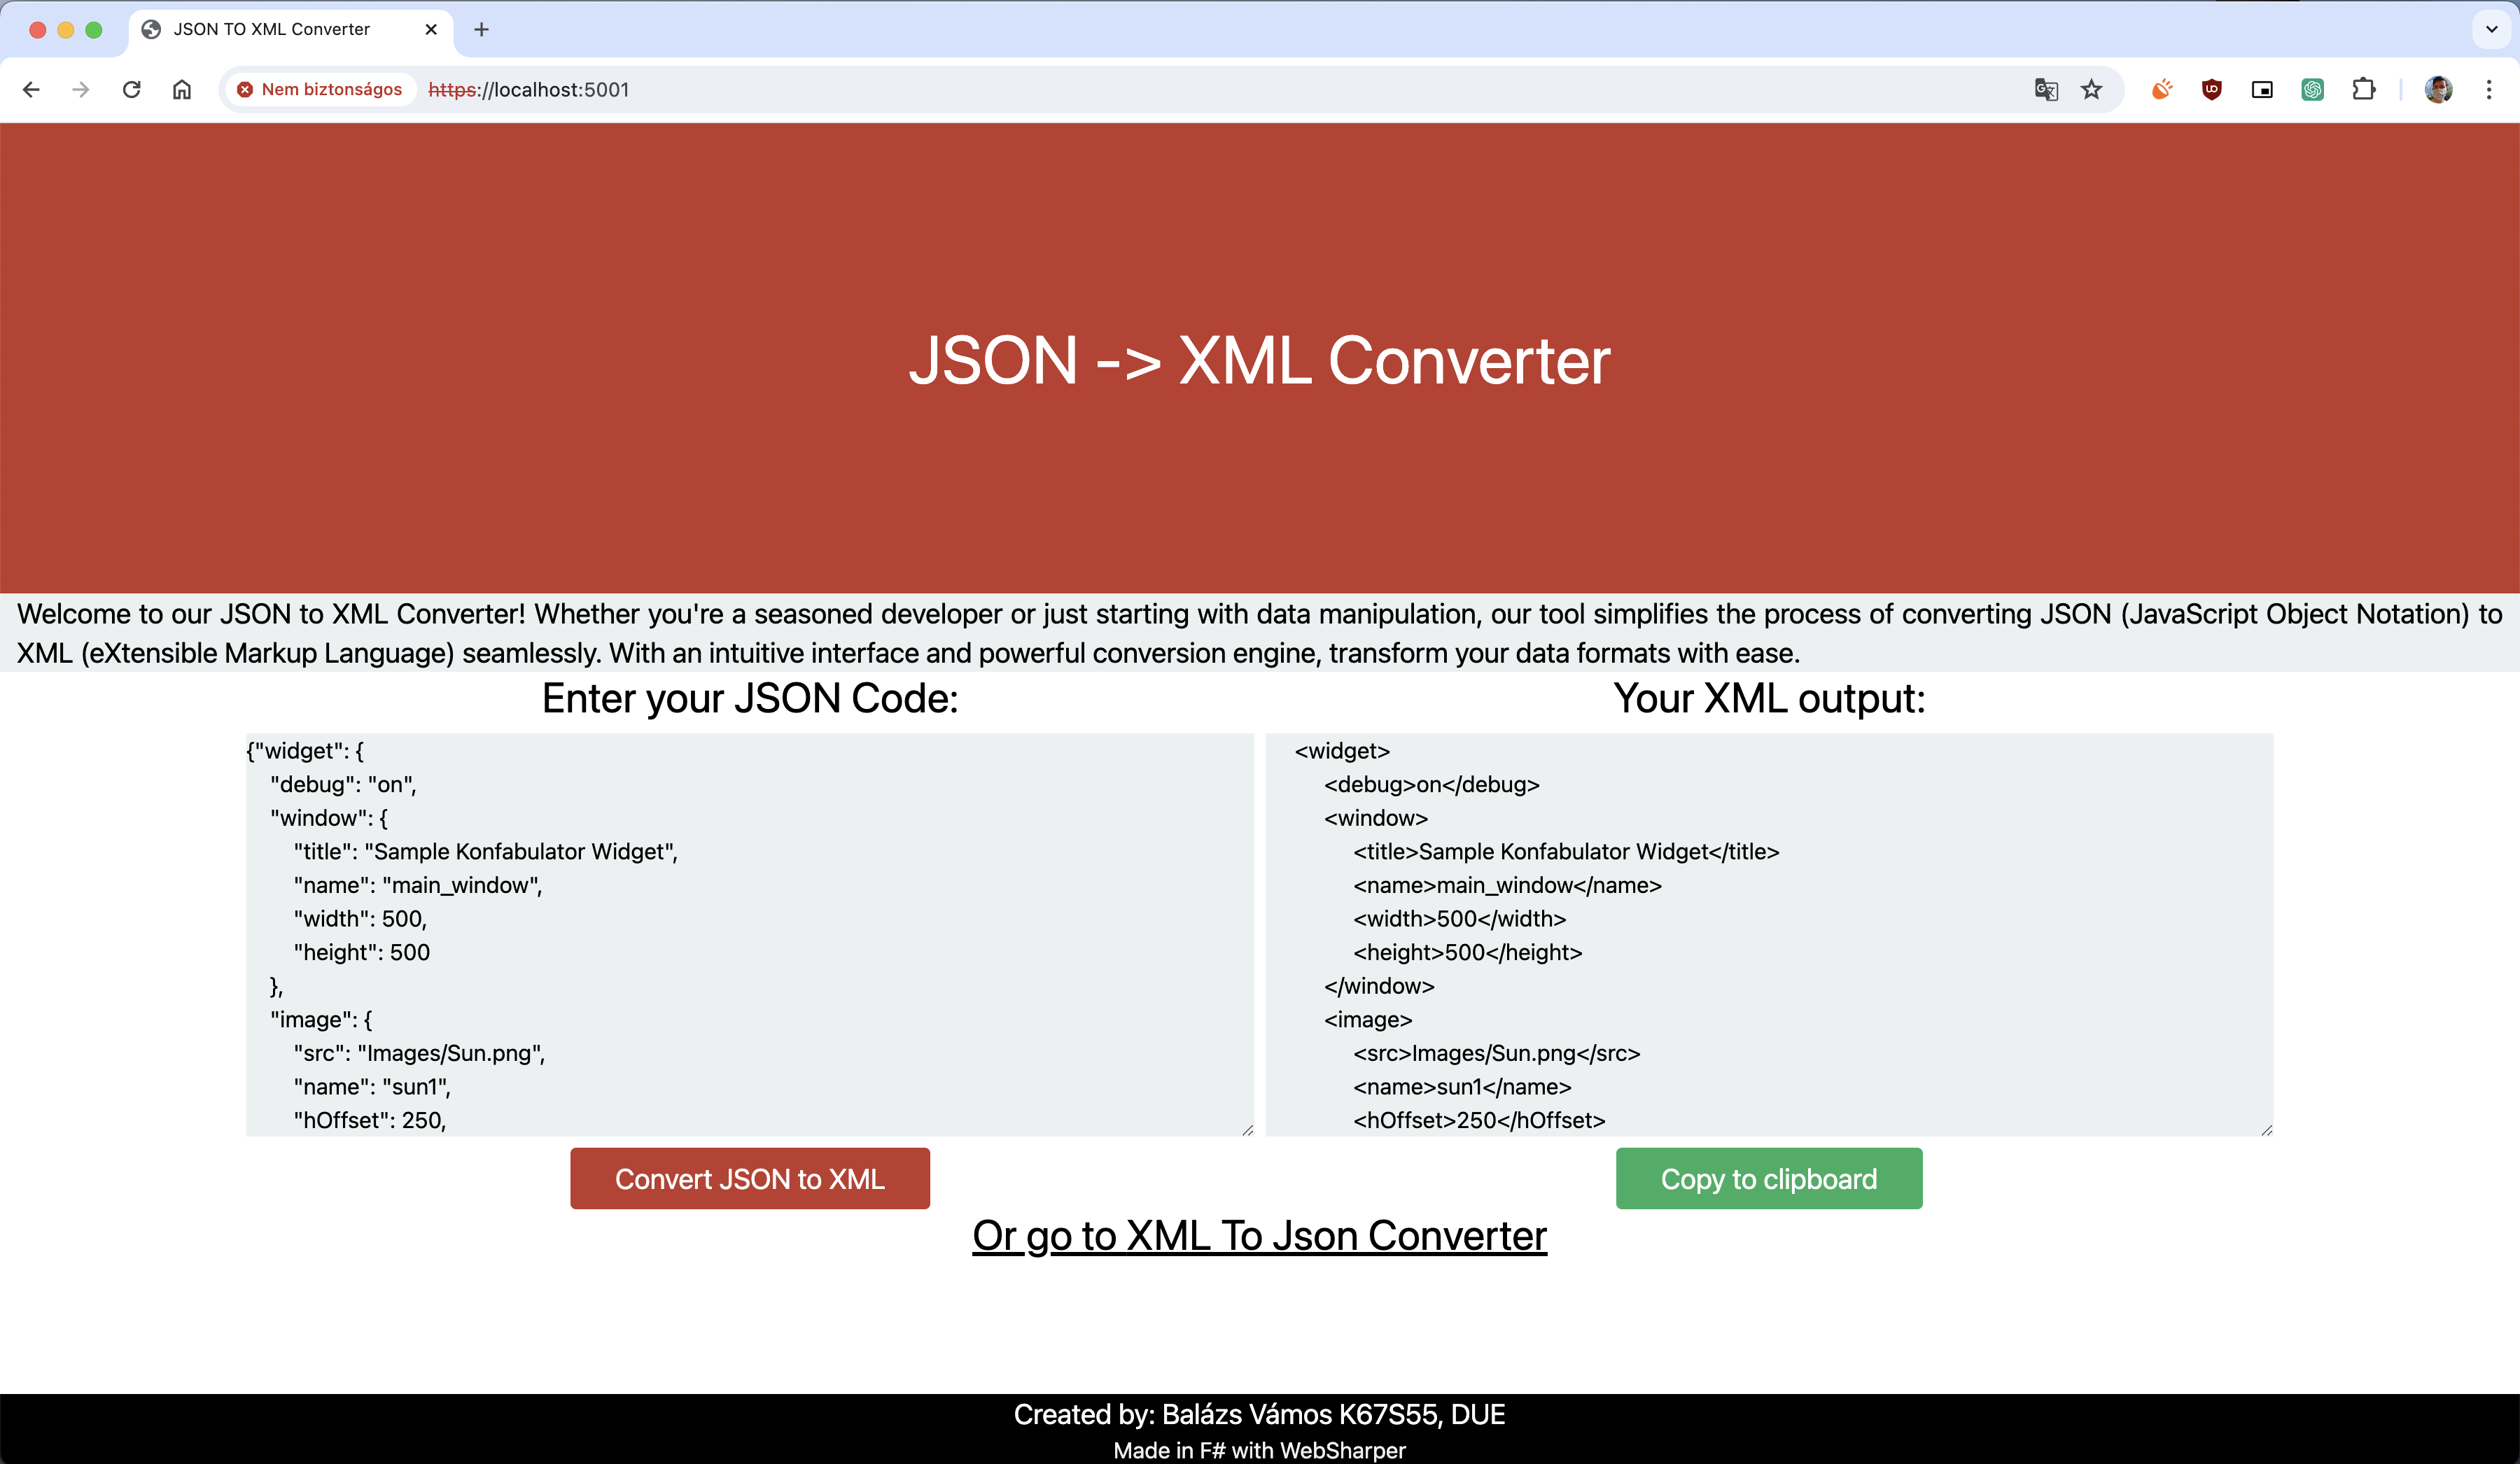 JSON TO XML Converter
Nem biztonságos https://localhost:5001
JSON -> XML Converter
Welcome to our JSON to XML Converter! Whether you're a seasoned developer or just starting with data manipulation, our tool simplifies the process of converting JSON (JavaScript Object Notation) to
XML (eXtensible Markup Language) seamlessly. With an intuitive interface and powerful conversion engine, transform your data formats with ease.
Enter your JSON Code:
{"widget": {
"debug": "on",
"window": {
"title": "Sample Konfabulator Widget",
"name": "main_window",
"width": 500,
"height": 500
},
"image": {
"src": "Images/Sun.png",
"name": "sun1",
"hOffset": 250,
Convert JSON to XML
Your XML output:
<widget>
<debug>on</debug>
<window>
<title>Sample Konfabulator Widget</title>
<name>main_window</name>
<width>500</width>
<height>500</height>
</window>
<image>
<src>Images/Sun.png</src>
<name>sun1</name>
<hOffset>250</hOffset>
Copy to clipboard
Or go to XML To Json Converter
Created by: Balázs Vámos K67S55, DUE
Made in F# with WebSharper